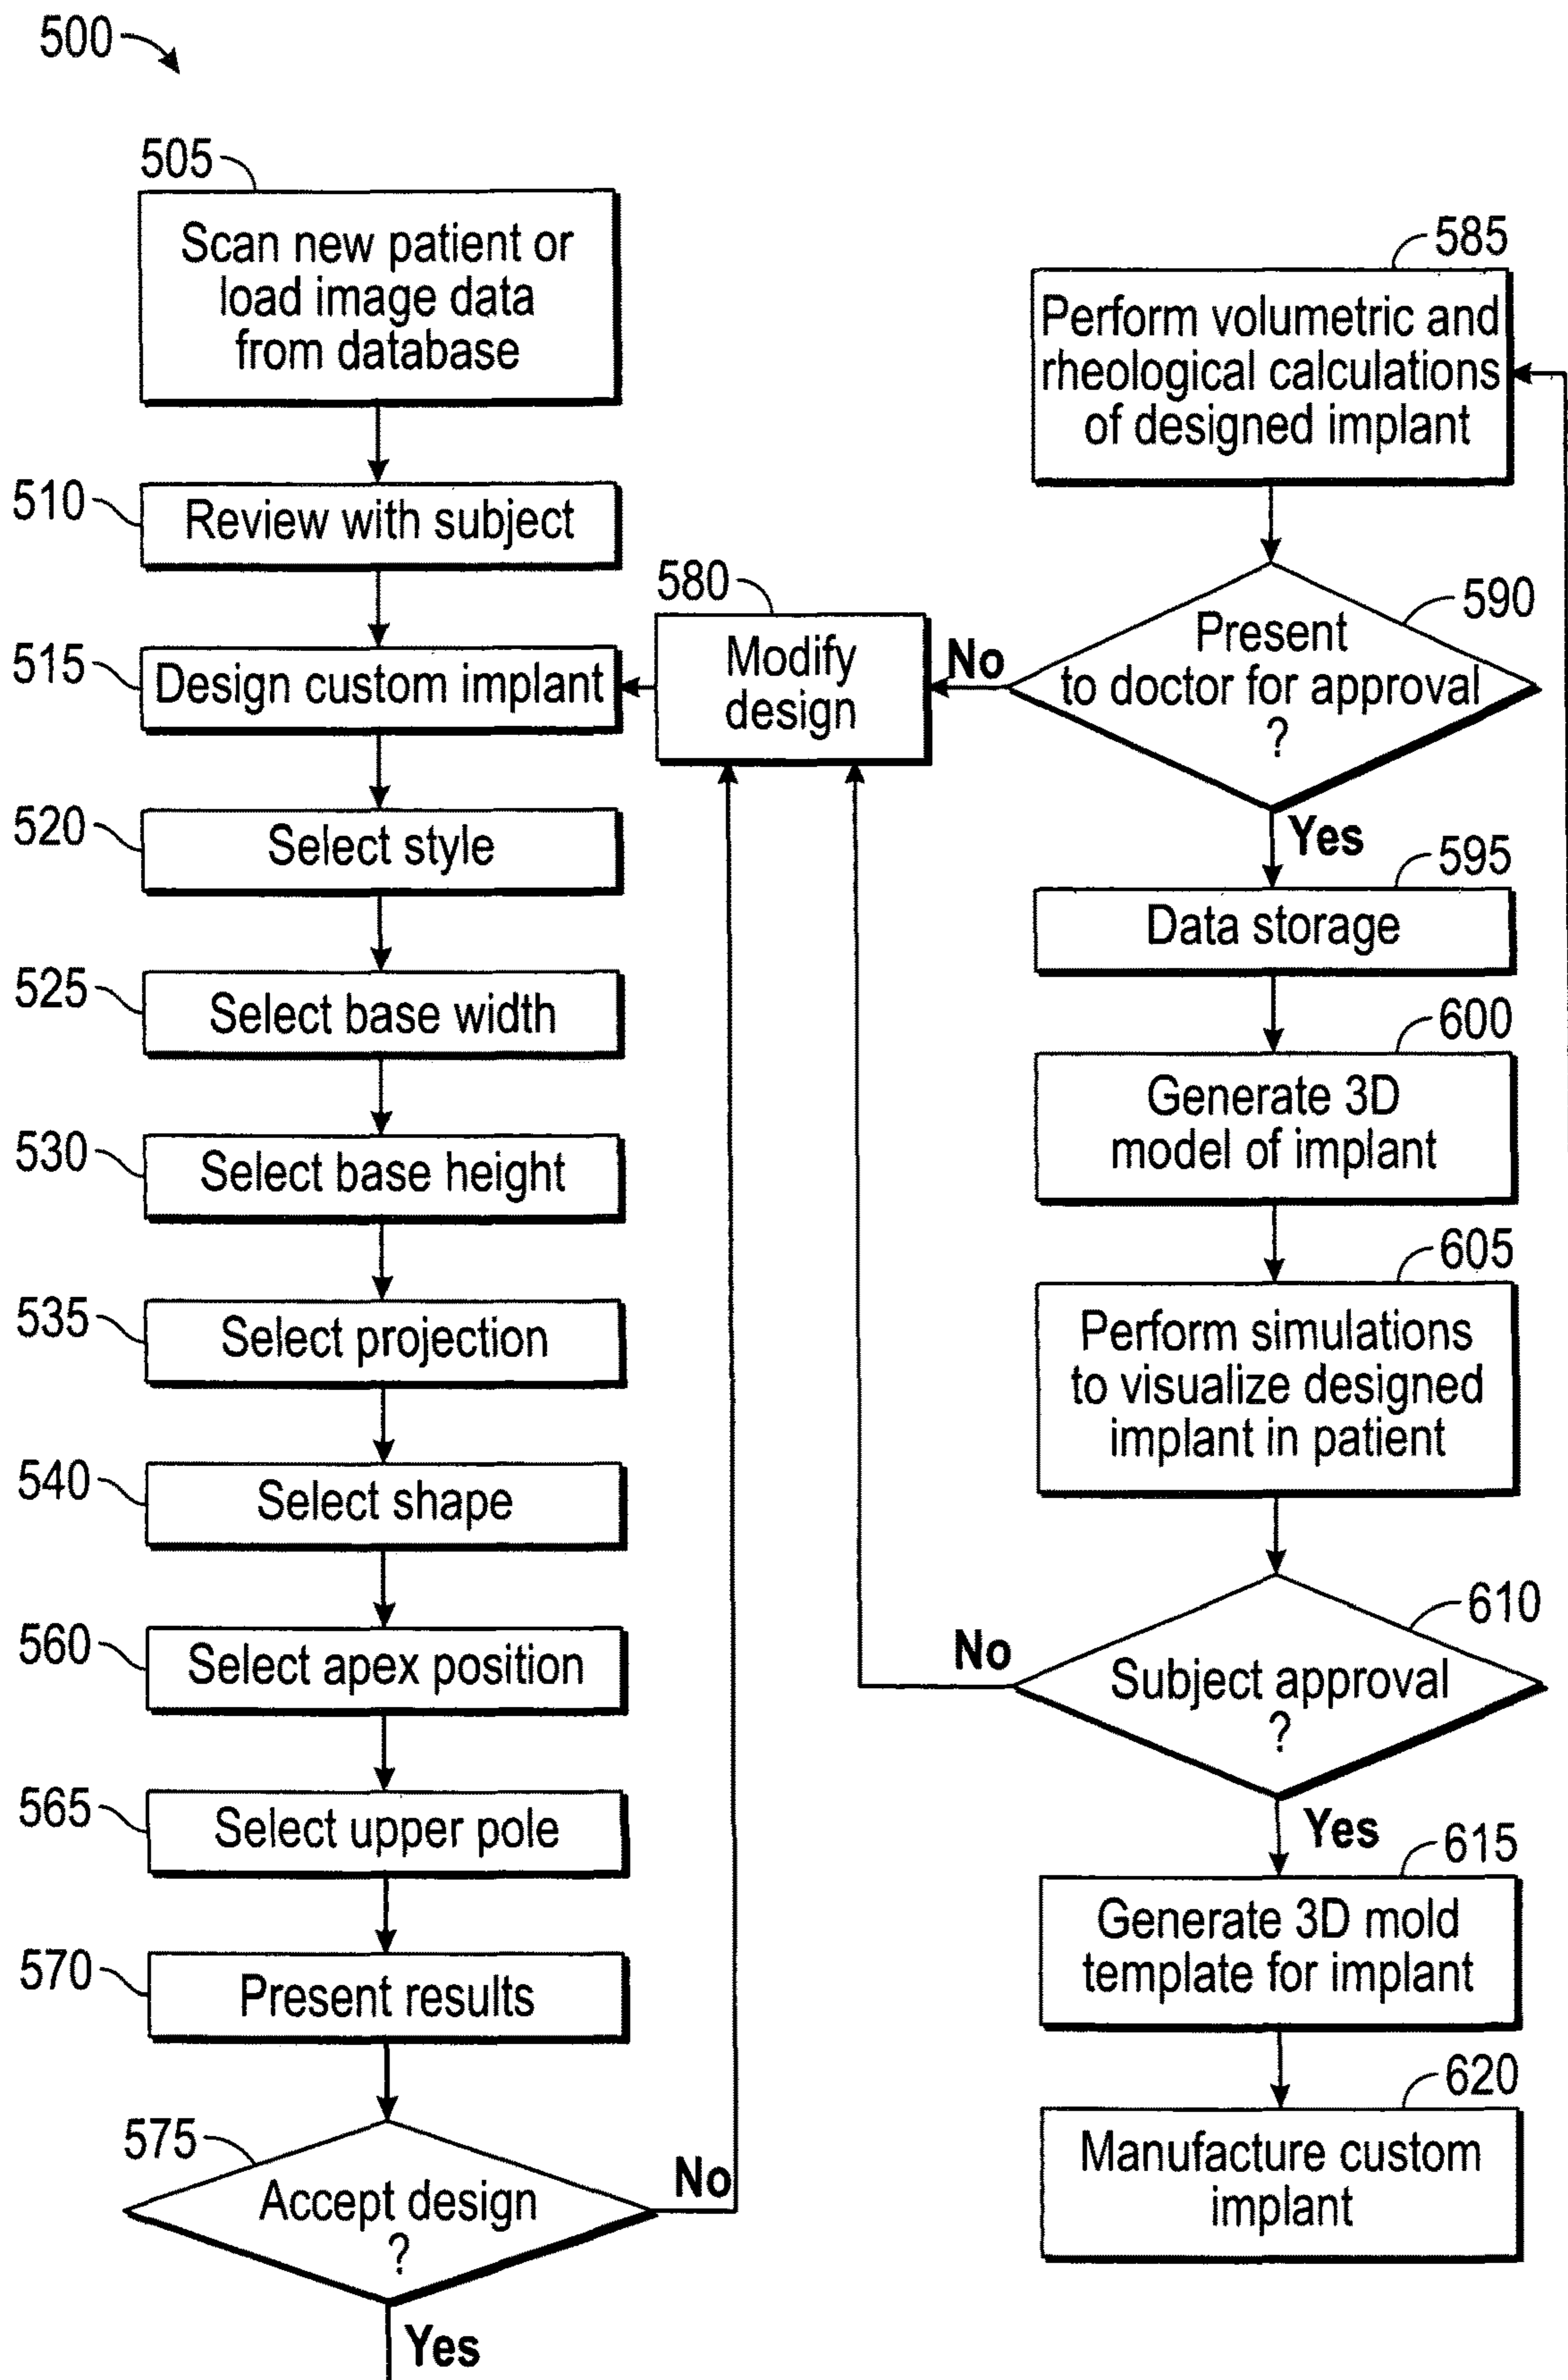 500
505
Scan new patient or
load image data
from database
510
Review with subject
515
Design custom implant
520
Select style
525
Select base width
530
Select base height
535
Select projection
540
Select shape
560
Select apex position
565
Select upper pole
570
Present results
575
Accept design
?
No
Yes
580
Modify
design
585
Perform volumetric and
rheological calculations
of designed implant
590
Present
to doctor for approval
?
No
Yes
595
Data storage
600
Generate 3D
model of implant
605
Perform simulations
to visualize designed
implant in patient
610
Subject approval
?
No
Yes
615
Generate 3D mold
template for implant
620
Manufacture custom
implant